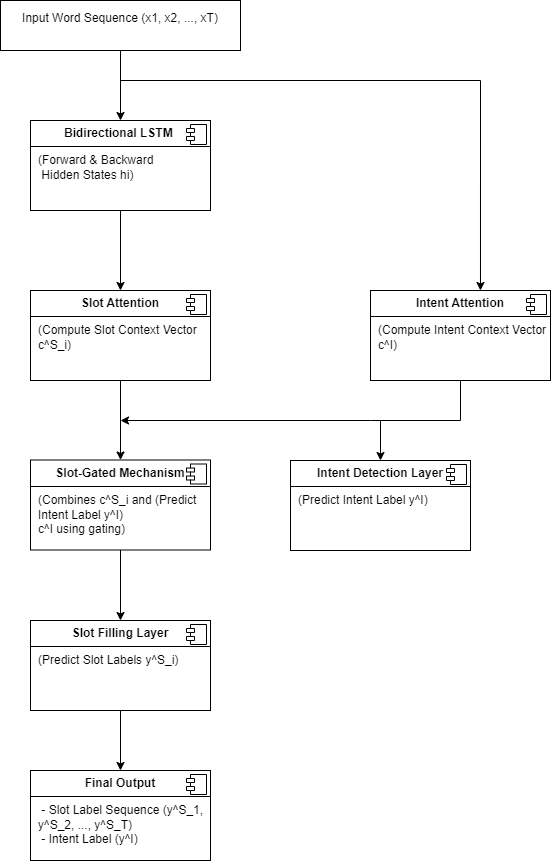 Input Word Sequence (x1, x2, ..., xT)
Bidirectional LSTM
(Forward & Backward
Hidden States hi)
Slot Attention
(Compute Slot Context Vector
c^S_i)
Intent Attention
(Compute Intent Context Vector
c^I)
Slot-Gated Mechanism
(Combines c^S_i and (Predict
Intent Label y^I)
c^I using gating)
Intent Detection Layer
(Predict Intent Label y^I)
Slot Filling Layer
(Predict Slot Labels y^S_i)
Final Output
- Slot Label Sequence (y^S_1,
y^S_2, ..., y^S_T)
- Intent Label (y^I)